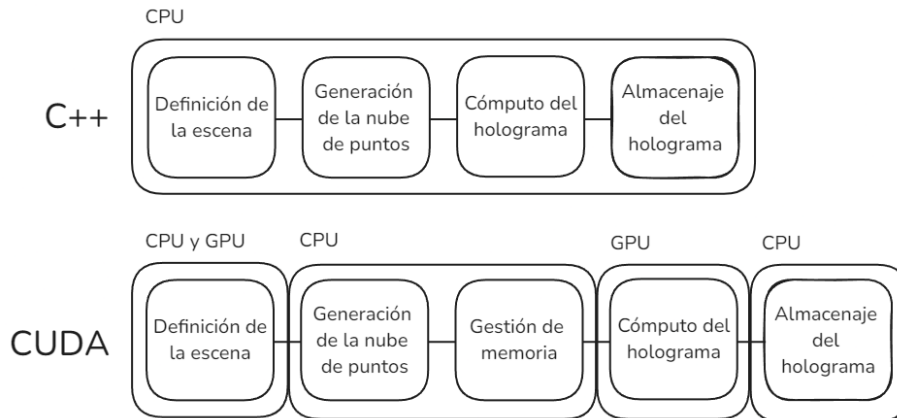 CPU
C++
Definición de
la escena
Generación
de la nube
de puntos
Cómputo del
holograma
Almacenaje
del
holograma
CPU y GPU
CPU
GPU
CPU
CUDA
Definición de
la escena
Generación
de la nube
de puntos
Gestión de
memoria
Cómputo del
holograma
Almacenaje
del
holograma